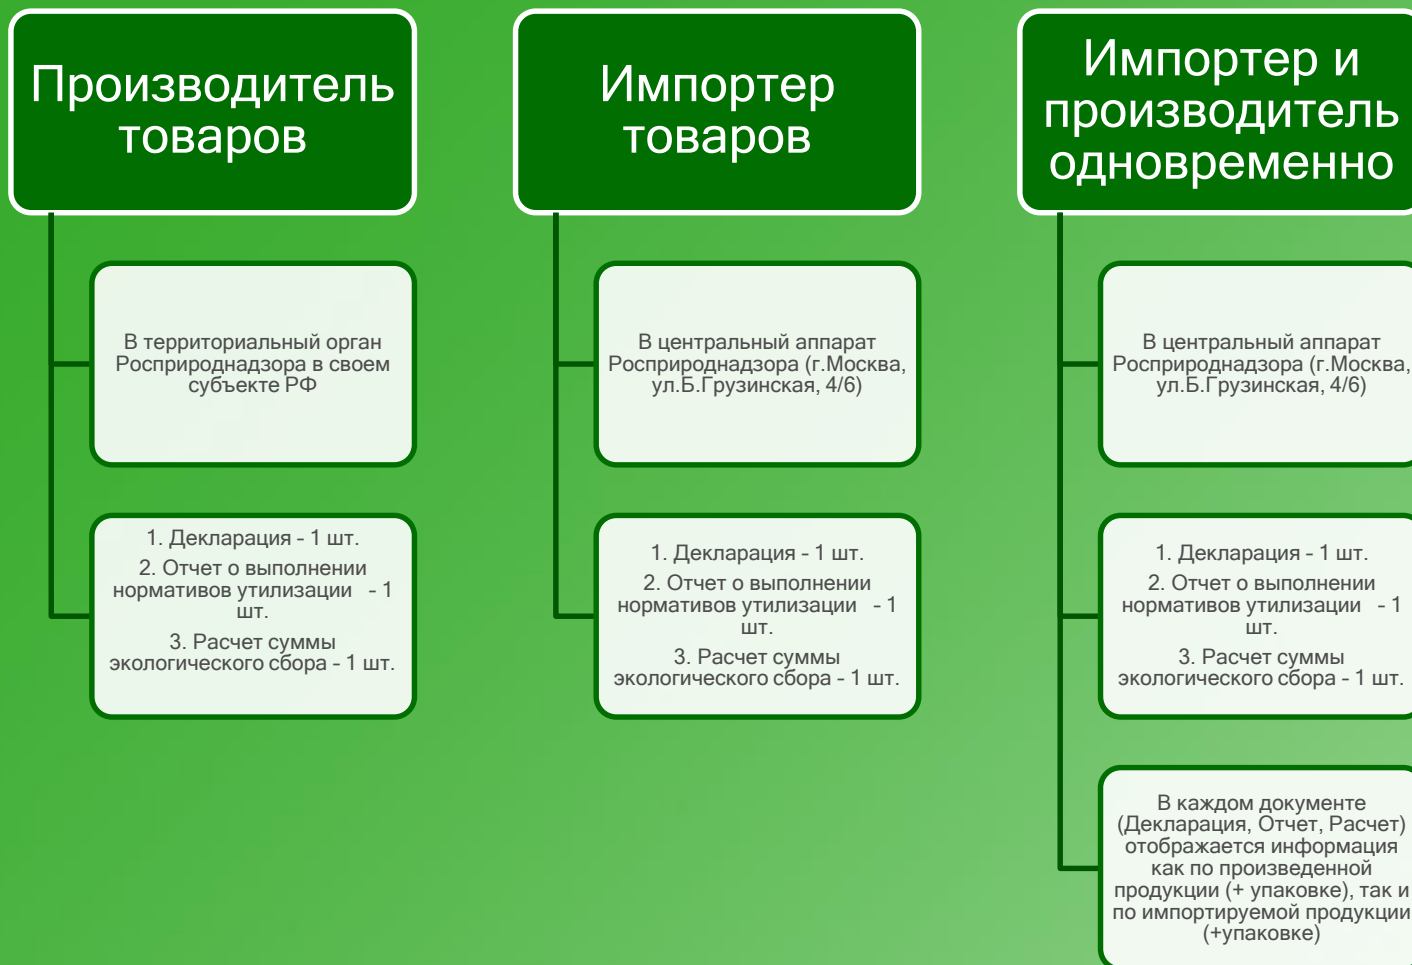 Производитель
товаров
В территориальный орган
Росприроднадзора в своем
субъекте РФ
1. Декларация - 1 шт.
2. Отчет о выполнении
нормативов утилизации - 1
шт.
3. Расчет суммы
экологического сбора - 1 шт.
Импортер
товаров
В центральный аппарат
Росприроднадзора (г.Москва,
ул.Б.Грузинская, 4/6)
1. Декларация - 1 шт.
2. Отчет о выполнении
нормативов утилизации - 1
шт.
3. Расчет суммы
экологического сбора - 1 шт.
Импортер и
производитель
одновременно
В центральный аппарат
Росприроднадзора (г.Москва,
ул.Б.Грузинская, 4/6)
1. Декларация - 1 шт.
2. Отчет о выполнении
нормативов утилизации - 1
шт.
3. Расчет суммы
экологического сбора - 1 шт.
В каждом документе
(Декларация, Отчет, Расчет)
отображается информация
как по произведенной
продукции (+ упаковке), так и
по импортируемой продукции
(+упаковке)